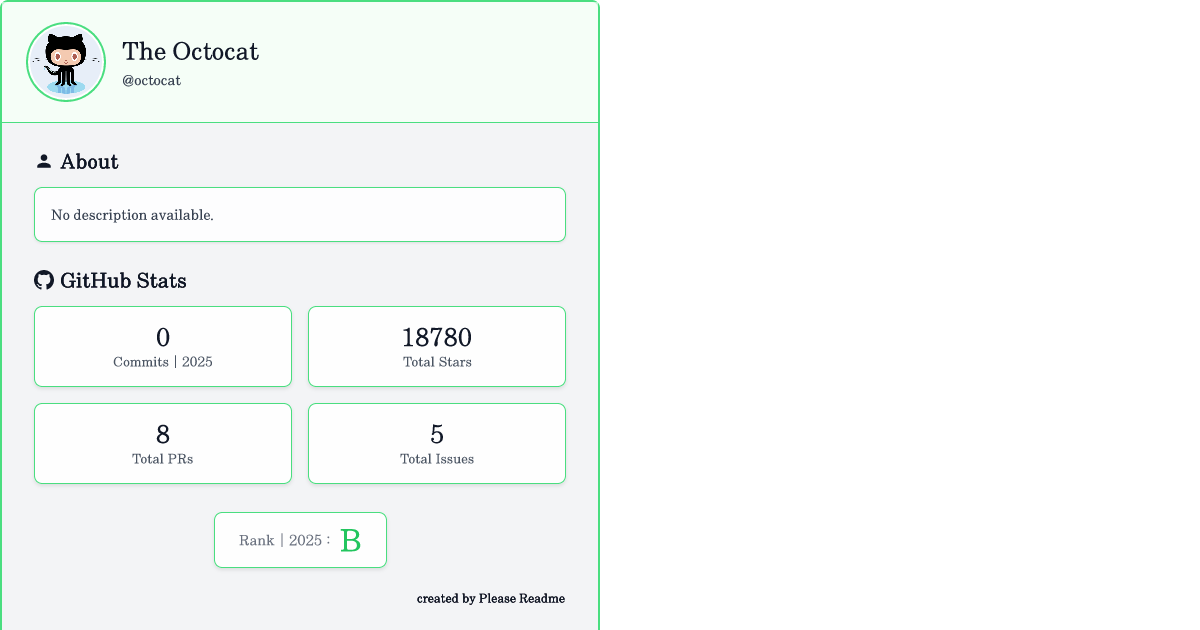 The Octocat
@octocat
About
No description available.
GitHub Stats
0
Commits | 2025
18780
Total Stars
8
Total PRs
5
Total Issues
Rank | 2025 : B
created by Please Readme